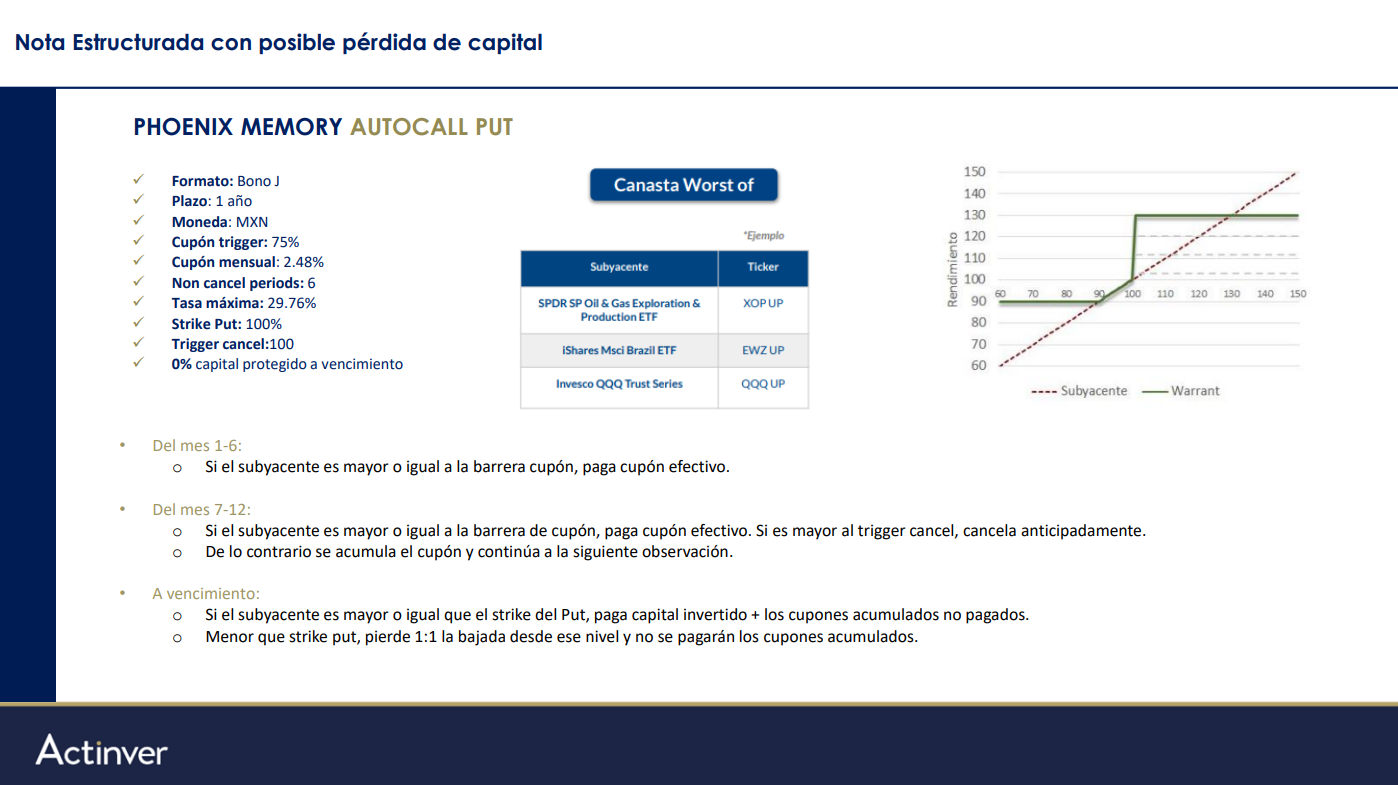 Nota Estructurada con posible pérdida de capital
PHOENIX MEMORY AUTOCALL PUT
✓ Formato: Bono J
✓ Plazo: 1 año
✓ Moneda: MXN
✓ Cupón trigger: 75%
✓ Cupón mensual: 2.48%
✓ Non cancel periods: 6
✓ Tasa máxima: 29.76%
✓ Strike Put: 100%
✓ Trigger cancel:100
✓ 0% capital protegido a vencimiento
Canasta Worst of
*Ejemplo
Subyacente Ticker
SPDR SP Oil & Gas Exploration &
Production ETF
XOP UP
iShares Msci Brazil ETF EWZ UP
Invesco QQQ Trust Series QQQ UP
Rendimiento
150
140
130
120
110
100
90
80
70
60
60 70 80 90 100 110 120 130 140 150
Subyacente Warrant
• Del mes 1-6:
o Si el subyacente es mayor o igual a la barrera cupón, paga cupón efectivo.
• Del mes 7-12:
o Si el subyacente es mayor o igual a la barrera de cupón, paga cupón efectivo. Si es mayor al trigger cancel, cancela anticipadamente.
o De lo contrario se acumula el cupón y continúa a la siguiente observación.
• A vencimiento:
o Si el subyacente es mayor o igual que el strike del Put, paga capital invertido + los cupones acumulados no pagados.
o Menor que strike put, pierde 1:1 la bajada desde ese nivel y no se pagarán los cupones acumulados.
Actinver